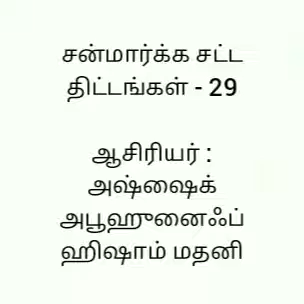 சன்மார்க்க சட்ட
திட்டங்கள் - 29
ஆசிரியர் :
அஷ்ஷைக்
அபூஹுனைஃப்
ஹிஷாம் மதனி